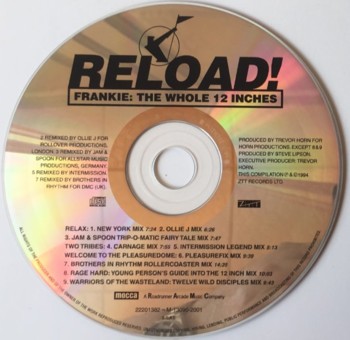 RELOAD!
FRANKIE: THE WHOLE 12 INCHES
2 REMIXED BY OLLIE J FOR
ROLLOVER PRODUCTIONS,
LONDON. 3 REMIXED BY JAM &
SPOON FOR ALLSTAR MUSIC
PRODUCTIONS, GERMANY
5 REMIXED BY INTERMISSION.
7 REMIXED BY BROTHERS IN
RHYTHM FOR DMC (UK).
PRODUCED BY TREVOR HORN FOR
HORN PRODUCTIONS, EXCEPT 8 & 9
PRODUCED BY STEVE LIPSON.
EXECUTIVE PRODUCER: TREVOR
HORN.
THIS COMPILATION ℗ & ©1994
ZTT RECORDS LTD.
RELAX: 1. NEW YORK MIX 7:24 2. OLLIE J MIX 6:28
3. JAM & SPOON TRIP-O-MATIC FAIRY TALE MIX 7:47
TWO TRIBES: 4. CARNAGE MIX 7:53 5. INTERMISSION LEGEND MIX 5:13
WELCOME TO THE PLEASUREDOME: 6. PLEASUREFIX MIX 9:38
7. BROTHERS IN RHYTHM ROLLERCOASTER MIX 14:25
8. RAGE HARD: YOUNG PERSON'S GUIDE INTO THE 12 INCH MIX 10:03
9. WARRIORS OF THE WASTELAND: TWELVE WILD DISCIPLES MIX 9:43
mocca A Roadrunner Arcade Music Company